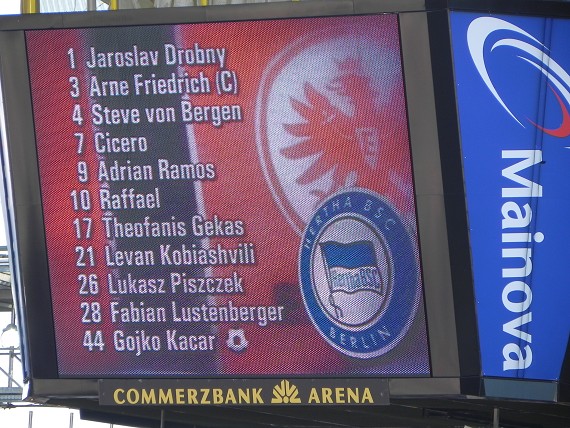 1 Jaroslav Drobny
3 Arne Friedrich (C)
4 Steve von Bergen
7 Cicero
9 Adrian Ramos
10 Raffael
17 Theofanis Gekas
21 Levan Kobiashvili
26 Lukasz Piszczek
28 Fabian Lustenberger
44 Gojko Kacar
HERTHA BSC
Hertha BSC
BERLIN
COMMERZBANK ARENA
Mainova